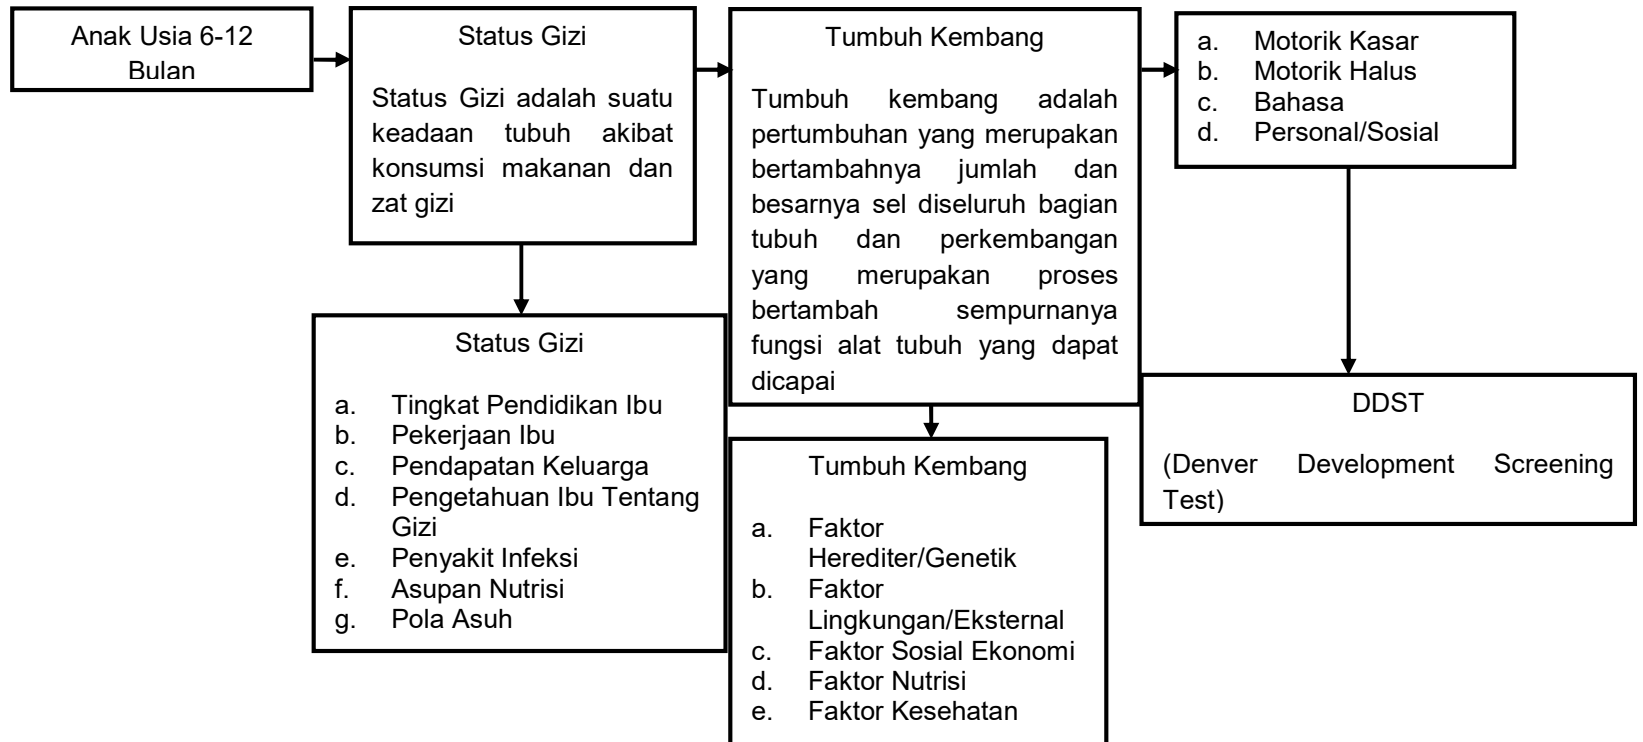 Anak Usia 6-12
Bulan
Status Gizi
Status Gizi adalah suatu
keadaan tubuh akibat
konsumsi makanan dan
zat gizi
Tumbuh Kembang
Tumbuh kembang adalah
pertumbuhan yang merupakan
bertambahnya jumlah dan
besarnya sel diseluruh bagian
tubuh dan perkembangan
yang merupakan proses
bertambah sempurnanya
fungsi alat tubuh yang dapat
dicapai
a. Motorik Kasar
b. Motorik Halus
c. Bahasa
d. Personal/Sosial
Status Gizi
a. Tingkat Pendidikan Ibu
b. Pekerjaan Ibu
c. Pendapatan Keluarga
d. Pengetahuan Ibu Tentang
Gizi
e. Penyakit Infeksi
f. Asupan Nutrisi
g. Pola Asuh
Tumbuh Kembang
a. Faktor
Herediter/Genetik
b. Faktor
Lingkungan/Eksternal
c. Faktor Sosial Ekonomi
d. Faktor Nutrisi
e. Faktor Kesehatan
DDST
(Denver Development Screening
Test)